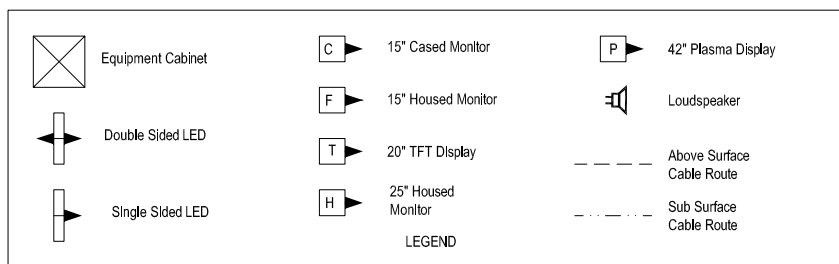 Equipment Cabinet
Double Sided LED
Single Sided LED
C
15" Cased Monitor
F
15" Housed Monitor
T
20" TFT Display
H
25" Housed
Monitor
LEGEND
P
42" Plasma Display
Loudspeaker
Above Surface
Cable Route
Sub Surface
Cable Route